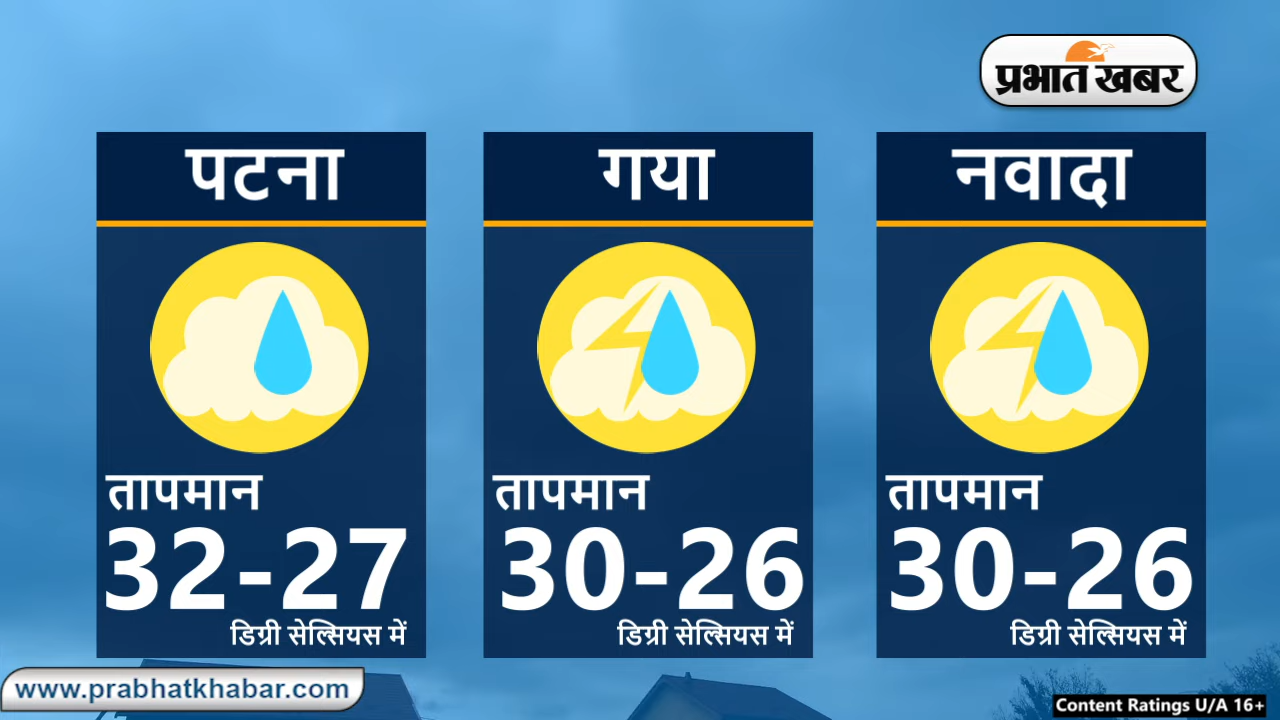 प्रभात खबर
पटना
तापमान
32-27
डिग्री सेल्सियस में
गया
तापमान
30-26
डिग्री सेल्सियस में
नवादा
तापमान
30-26
डिग्री सेल्सियस में
www.prabhatkhabar.com
Content Ratings U/A 16+